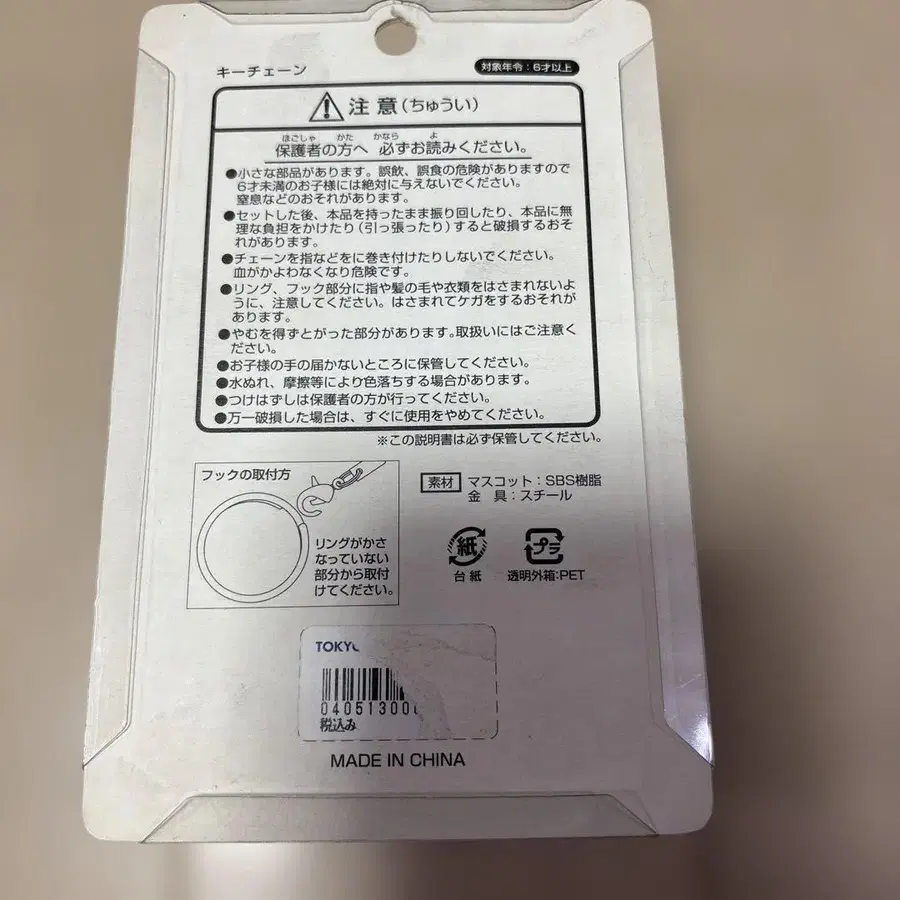 キーチェーン
対象年令：6才以上
注意(ちゅうい)
ほごしゃ かた かなら よ
保護者の方へ 必ずお読みください。
●小さな部品があります。誤飲、誤食の危険がありますので
6才未満のお子様には絶対に与えないでください。
窒息などのおそれがあります。
●セットした後、本品を持ったまま振り回したり、本品に無
理な負担をかけたり(引っ張ったり)すると破損するおそ
れがあります。
●チェーンを指などをに巻き付けたりしないでください。
血がかよわなくなり危険です。
●リング、フック部分に指や髪の毛や衣類をはさまれないよ
うに、注意してください。はさまれてケガをするおそれが
あります。
●やむを得ずとがった部分があります。取扱いにはご注意く
ださい。
●お子様の手の届かないところに保管してください。
●水ぬれ、摩擦等により色落ちする場合があります。
●つけはずしは保護者の方が行ってください。
●万一破損した場合は、すぐに使用をやめてください。
※この説明書は必ず保管してください。
フックの取付方
リングがかさ
なっていない
部分から取付
けてください。
素材 マスコット：SBS樹脂
金具：スチール
紙
台紙
プラ
透明外箱:PET
税込み
MADE IN CHINA